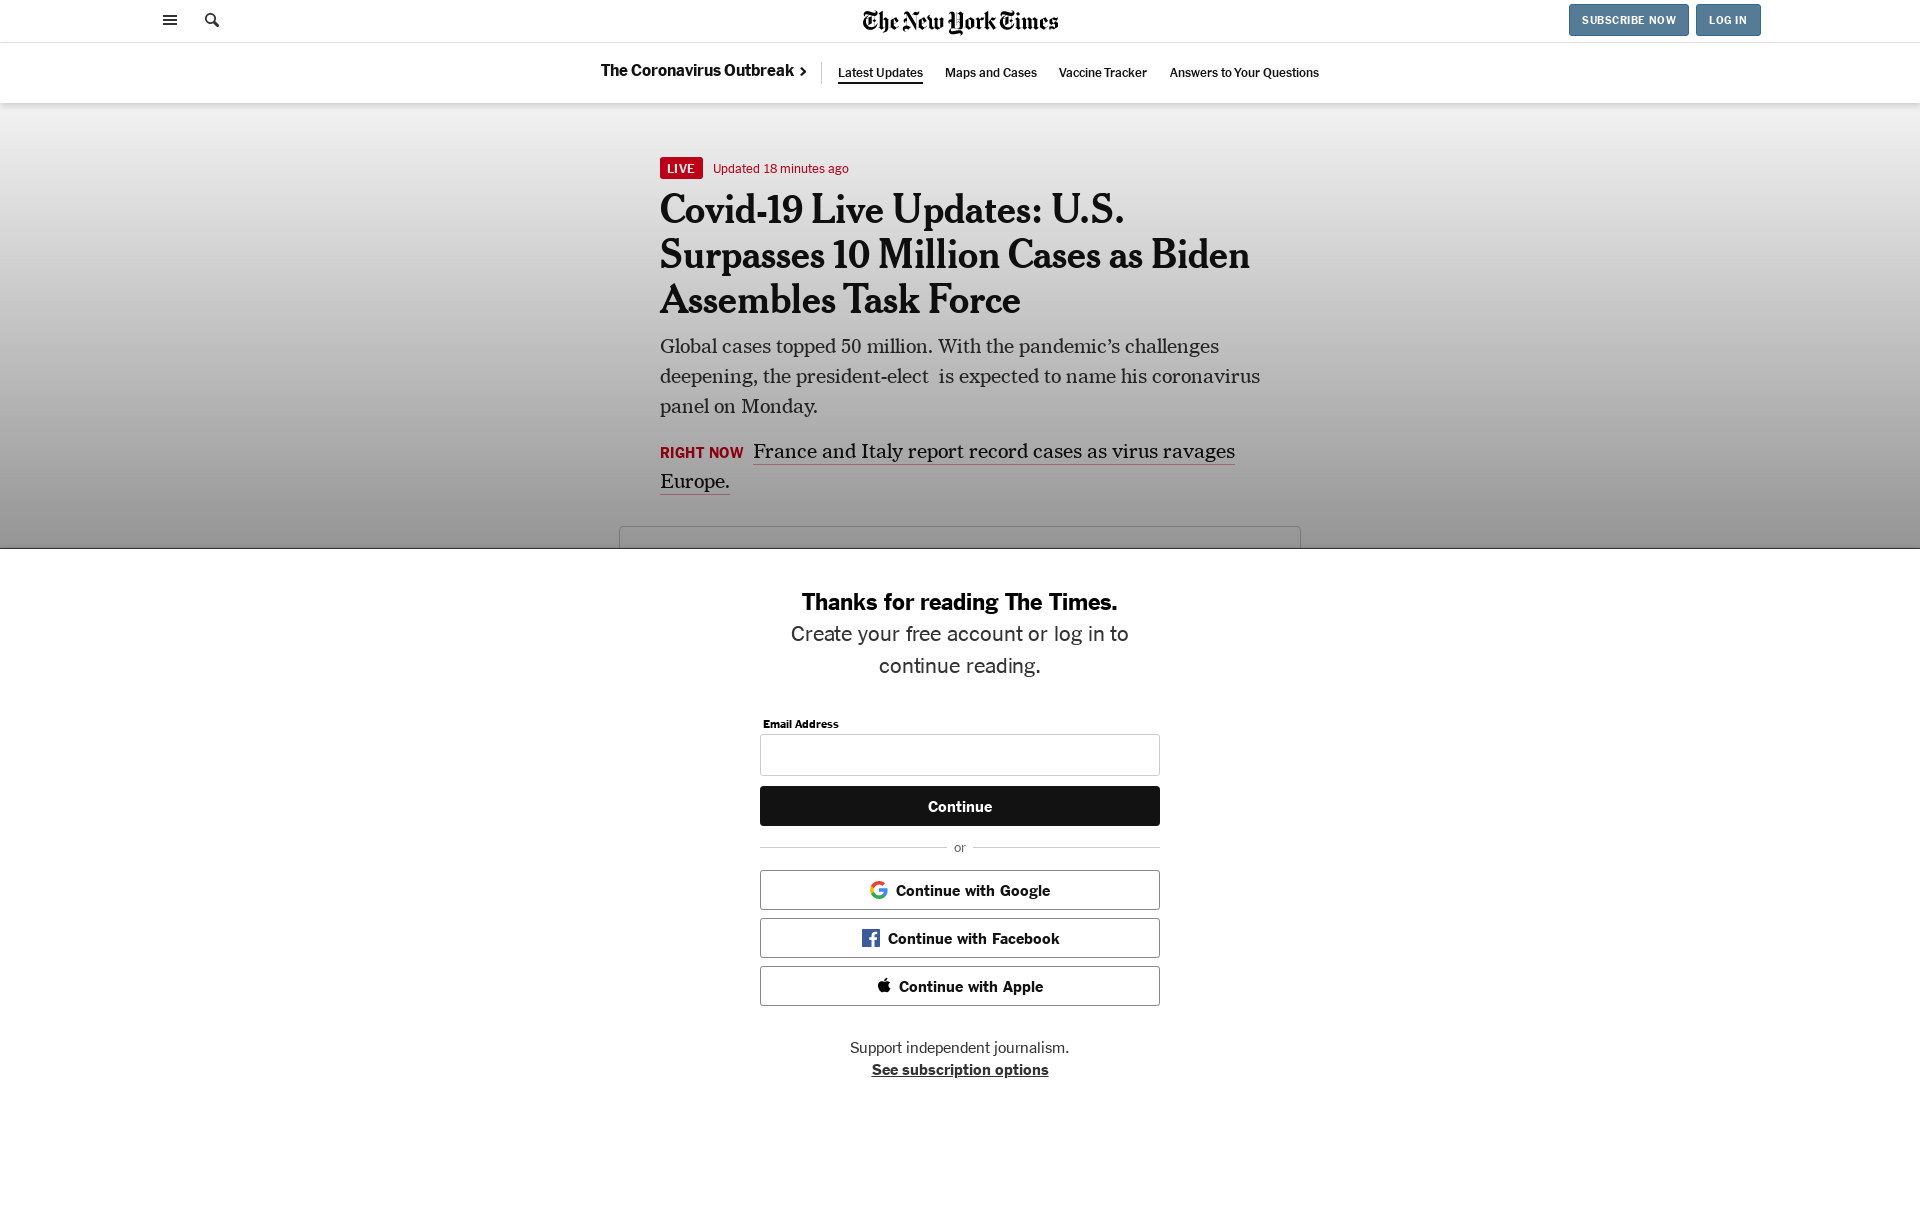 The New York Times
SUBSCRIBE NOW
LOG IN
The Coronavirus Outbreak
Latest Updates
Maps and Cases
Vaccine Tracker
Answers to Your Questions
LIVE
Updated 18 minutes ago
Covid-19 Live Updates: U.S.
Surpasses 10 Million Cases as Biden
Assembles Task Force
Global cases topped 50 million. With the pandemic’s challenges
deepening, the president-elect  is expected to name his coronavirus
panel on Monday.
RIGHT NOW France and Italy report record cases as virus ravages
Europe.
Thanks for reading The Times.
Create your free account or log in to
continue reading.
Email Address
Continue
or
Continue with Google
Continue with Facebook
Continue with Apple
Support independent journalism.
See subscription options